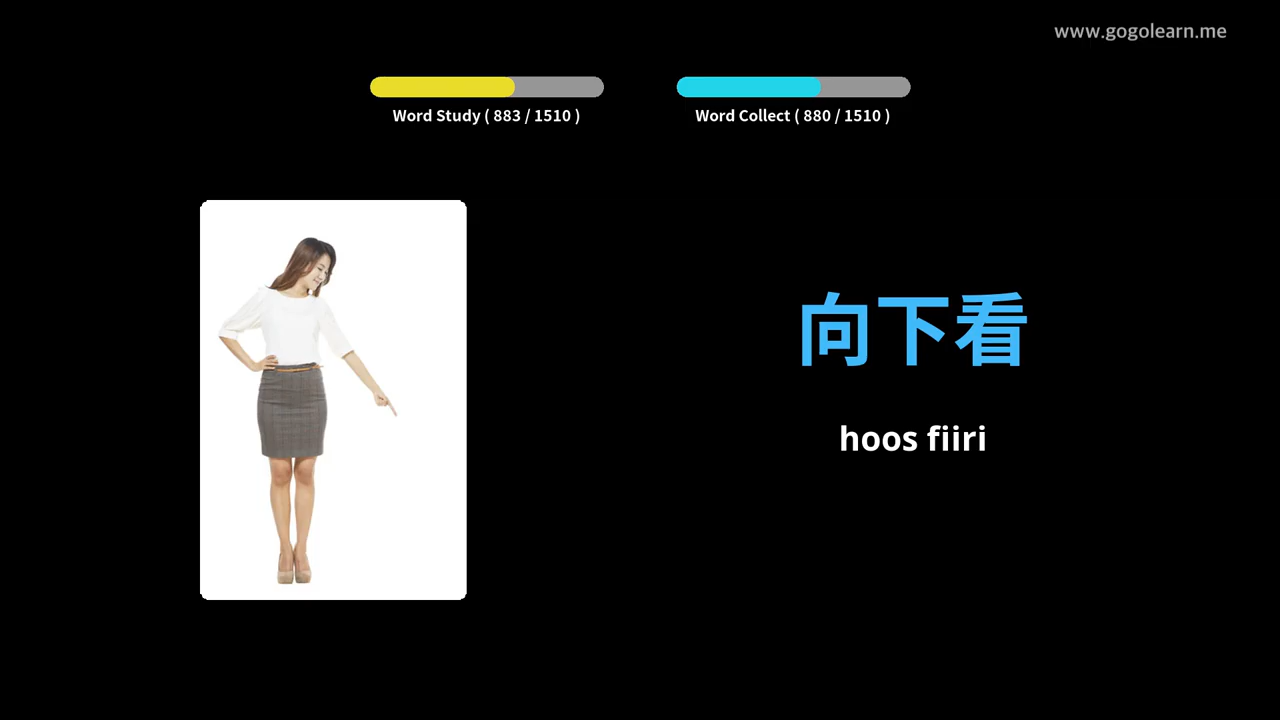 www.gogolearn.me
Word Study ( 883 / 1510 )
Word Collect ( 880 / 1510 )
向下看
hoos fiiri